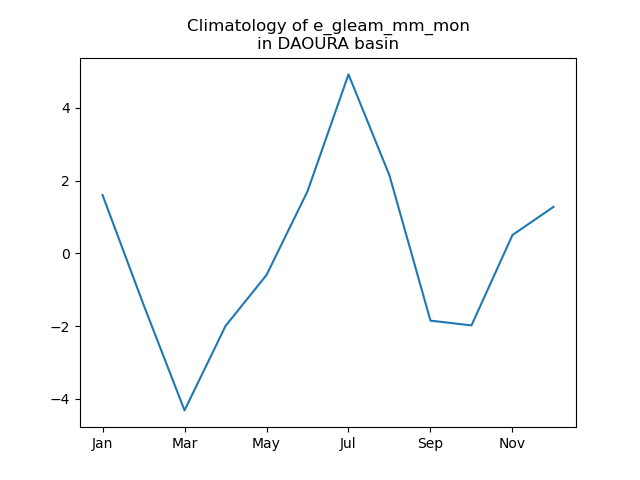 Climatology of e_gleam_mm_mon
in DAOURA basin
4
2
0
−2
−4
Jan
Mar
May
Jul
Sep
Nov